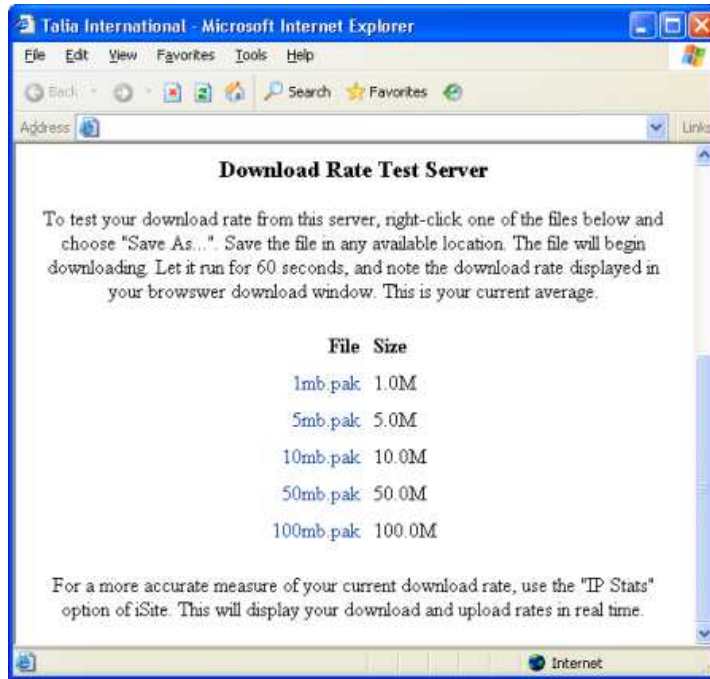 Talia International - Microsoft Internet Explorer
File Edit View Favorites Tools Help
Back Search Favorites
Address Links
Download Rate Test Server
To test your download rate from this server, right-click one of the files below and
choose "Save As...". Save the file in any available location. The file will begin
downloading. Let it run for 60 seconds, and note the download rate displayed in
your browswer download window. This is your current average.
File Size
1mb.pak 1.0M
5mb.pak 5.0M
10mb.pak 10.0M
50mb.pak 50.0M
100mb.pak 100.0M
For a more accurate measure of your current download rate, use the "IP Stats"
option of iSite. This will display your download and upload rates in real time.
Internet